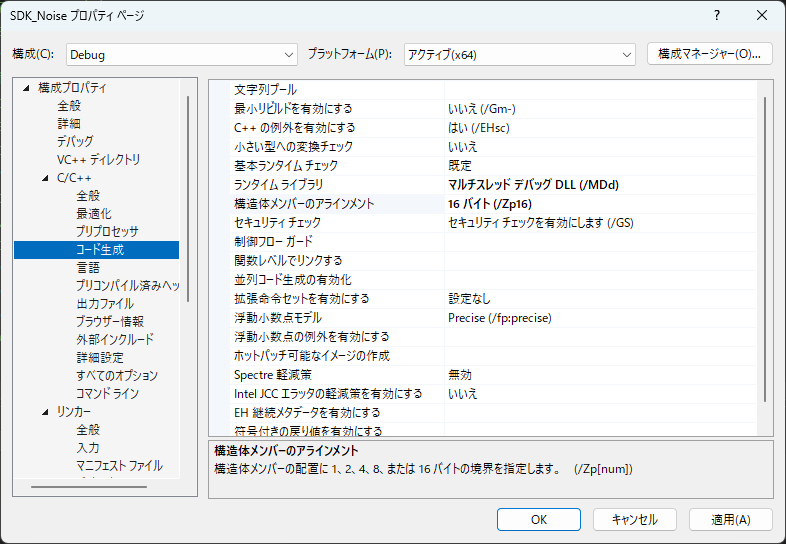 SDK_Noise プロパティ ページ
構成(C):
Debug
プラットフォーム(P):
アクティブ(x64)
構成マネージャー(O)...
構成プロパティ
全般
詳細
デバッグ
VC++ ディレクトリ
C/C++
全般
最適化
プリプロセッサ
コード生成
言語
プリコンパイル済みヘッ
出力ファイル
ブラウザー情報
外部インクルード
詳細設定
すべてのオプション
コマンド ライン
リンカー
全般
入力
マニフェスト ファイル
文字列プール
最小リビルドを有効にする いいえ (/Gm-)
C++ の例外を有効にする はい (/EHsc)
小さい型への変換チェック いいえ
基本ランタイム チェック 既定
ランタイム ライブラリ マルチスレッド デバッグ DLL (/MDd)
構造体メンバーのアラインメント 16 バイト (/Zp16)
セキュリティ チェック セキュリティ チェックを有効にします (/GS)
制御フロー ガード
関数レベルでリンクする
並列コード生成の有効化
拡張命令セットを有効にする 設定なし
浮動小数点モデル Precise (/fp:precise)
浮動小数点の例外を有効にする
ホットパッチ可能なイメージの作成
Spectre 軽減策 無効
Intel JCC エラッタの軽減策を有効にする いいえ
EH 継続メタデータを有効にする
符号付きの戻り値を有効にする
構造体メンバーのアラインメント
構造体メンバーの配置に 1、2、4、8、または 16 バイトの境界を指定します。 (/Zp[num])
OK
キャンセル
適用(A)